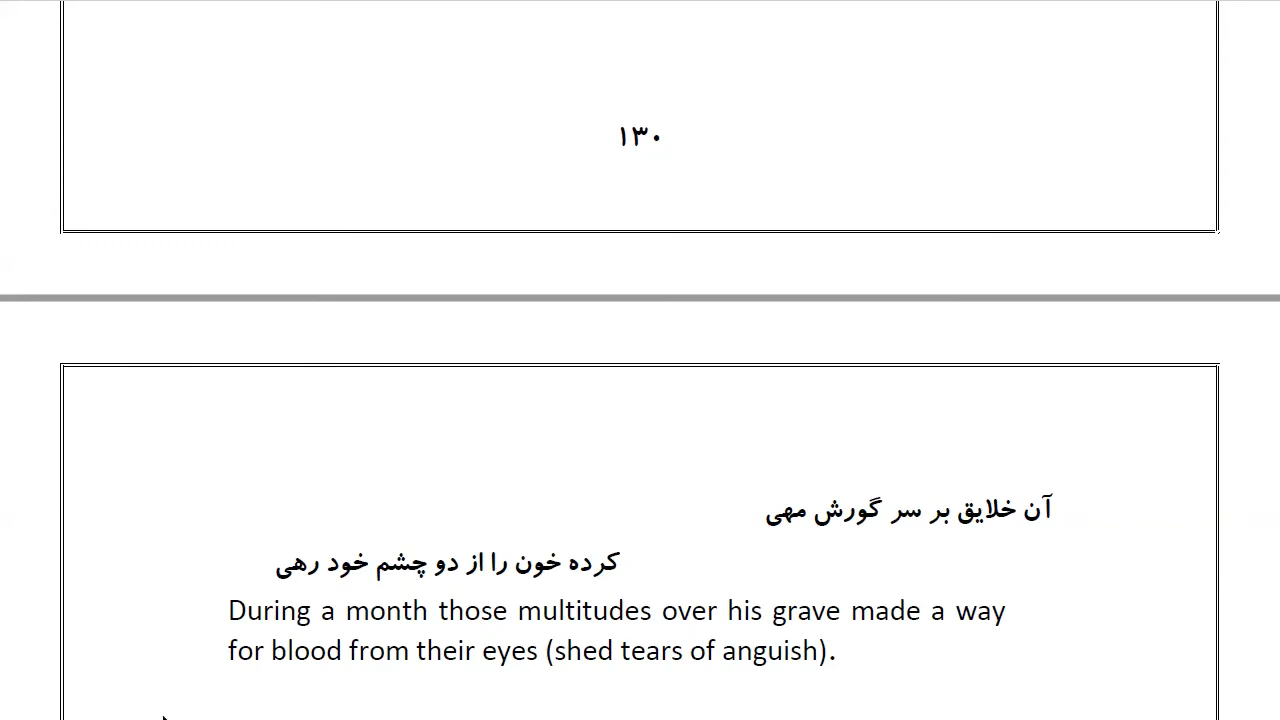 ۱۳۰
آن خلایق بر سر گورش مهی
کرده خون را از دو چشم خود رهی
During a month those multitudes over his grave made a way
for blood from their eyes (shed tears of anguish).